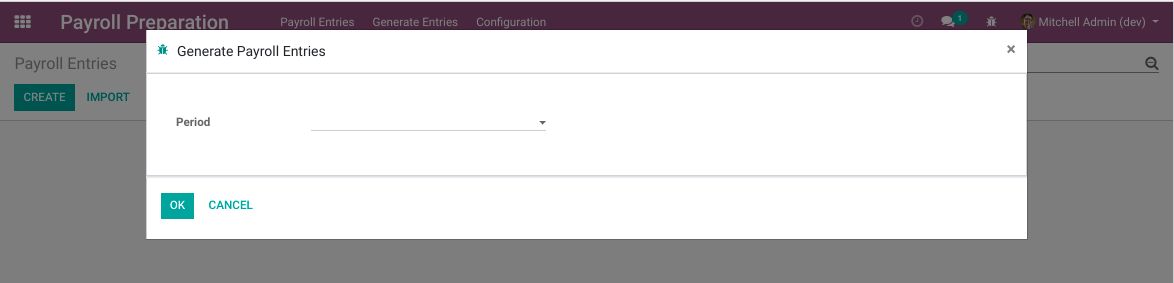 Payroll Preparation Payroll Entries Generate Entries Configuration 1 Mitchell Admin (dev)
Generate Payroll Entries ×
Payroll Entries
CREATE IMPORT
Period
OK CANCEL